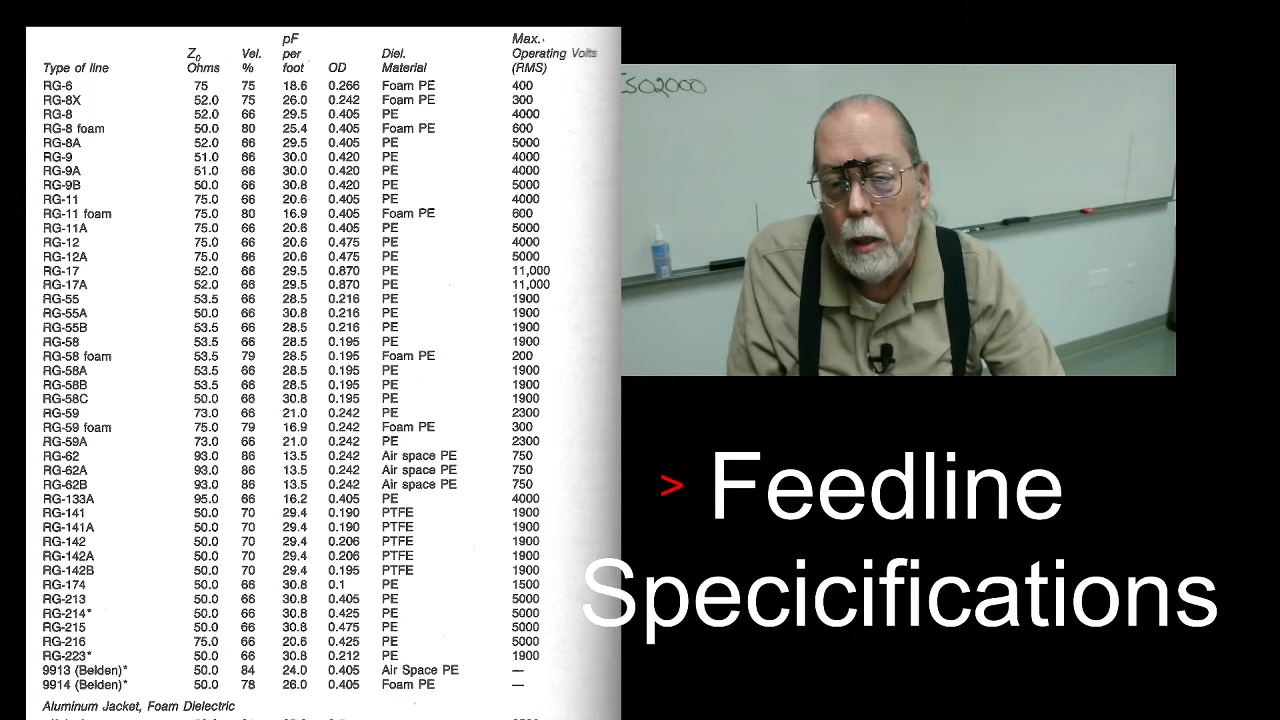 pF Max.
Z0 Vel. per Diel. Operating Volts
Type of line Ohms % foot OD Material (RMS)
RG-6 75 75 18.6 0.266 Foam PE 400
RG-8X 52.0 75 26.0 0.242 Foam PE 300
RG-8 52.0 66 29.5 0.405 PE 4000
RG-8 foam 50.0 80 25.4 0.405 Foam PE 600
RG-8A 52.0 66 29.5 0.405 PE 5000
RG-9 51.0 66 30.0 0.420 PE 4000
RG-9A 51.0 66 30.0 0.420 PE 4000
RG-9B 50.0 66 30.8 0.420 PE 5000
RG-11 75.0 66 20.6 0.405 PE 4000
RG-11 foam 75.0 80 16.9 0.405 Foam PE 600
RG-11A 75.0 66 20.6 0.405 PE 5000
RG-12 75.0 66 20.6 0.475 PE 4000
RG-12A 75.0 66 20.6 0.475 PE 5000
RG-17 52.0 66 29.5 0.870 PE 11,000
RG-17A 52.0 66 29.5 0.870 PE 11,000
RG-55 53.5 66 28.5 0.216 PE 1900
RG-55A 50.0 66 30.8 0.216 PE 1900
RG-55B 53.5 66 28.5 0.216 PE 1900
RG-58 53.5 66 28.5 0.195 PE 1900
RG-58 foam 53.5 79 28.5 0.195 Foam PE 200
RG-58A 53.5 66 28.5 0.195 PE 1900
RG-58B 53.5 66 28.5 0.195 PE 1900
RG-58C 50.0 66 30.8 0.195 PE 1900
RG-59 73.0 66 21.0 0.242 PE 2300
RG-59 foam 75.0 79 16.9 0.242 Foam PE 300
RG-59A 73.0 66 21.0 0.242 PE 2300
RG-62 93.0 86 13.5 0.242 Air space PE 750
RG-62A 93.0 86 13.5 0.242 Air space PE 750
RG-62B 93.0 86 13.5 0.242 Air space PE 750
RG-133A 95.0 66 16.2 0.405 PE 4000
RG-141 50.0 70 29.4 0.190 PTFE 1900
RG-141A 50.0 70 29.4 0.190 PTFE 1900
RG-142 50.0 70 29.4 0.206 PTFE 1900
RG-142A 50.0 70 29.4 0.206 PTFE 1900
RG-142B 50.0 70 29.4 0.195 PTFE 1900
RG-174 50.0 66 30.8 0.1 PE 1500
RG-213 50.0 66 30.8 0.405 PE 5000
RG-214* 50.0 66 30.8 0.425 PE 5000
RG-215 50.0 66 30.8 0.475 PE 5000
RG-216 75.0 66 20.6 0.425 PE 5000
RG-223* 50.0 66 30.8 0.212 PE 1900
9913 (Belden)* 50.0 84 24.0 0.405 Air Space PE —
9914 (Belden)* 50.0 78 26.0 0.405 Foam PE —
Aluminum Jacket, Foam Dielectric
> Feedline
Specicifications